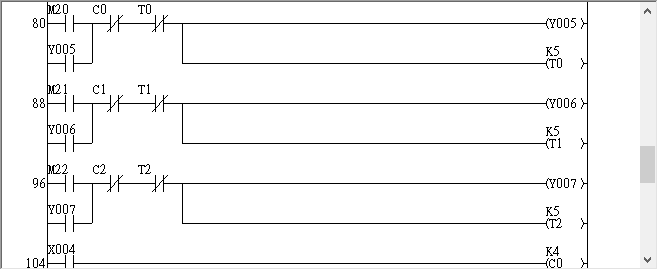 M20 C0 T0
80 (Y005 )
Y005 K5
(T0 )
M21 C1 T1
88 (Y006 )
Y006 K5
(T1 )
M22 C2 T2
96 (Y007 )
Y007 K5
(T2 )
X004 K4
104 (C0 )